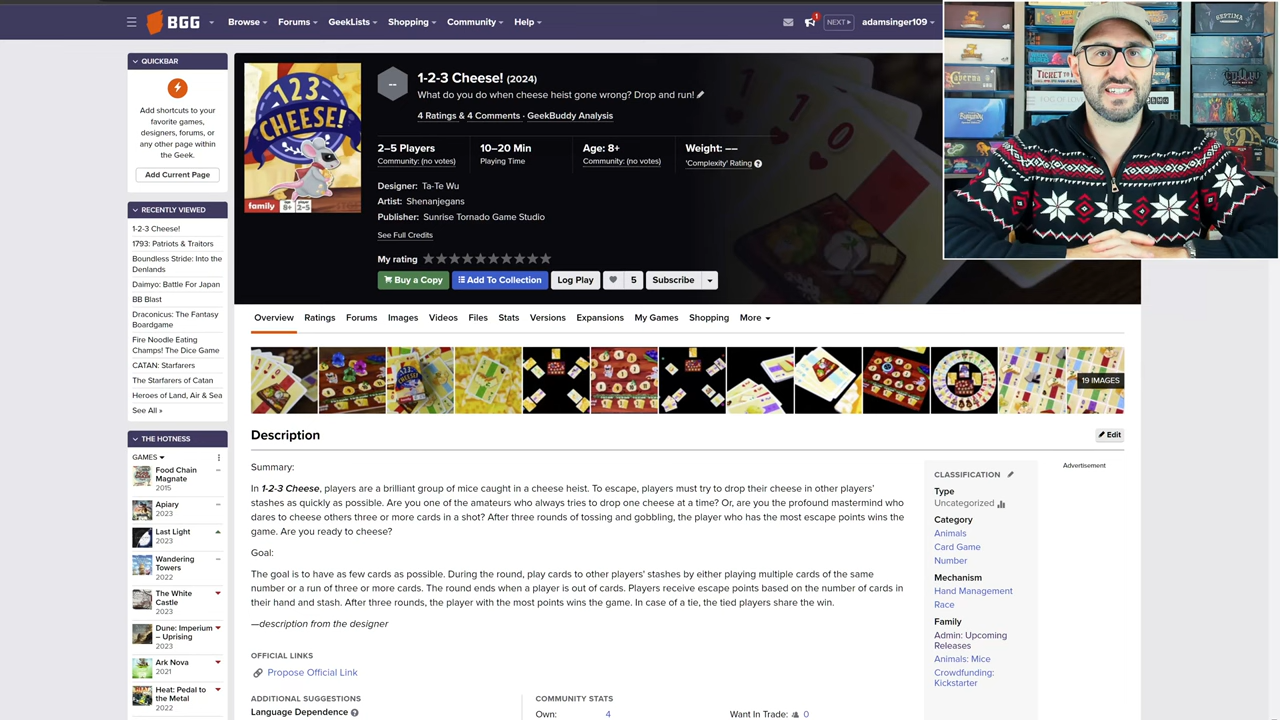 BGG
Browse
Forums
GeekLists
Shopping
Community
Help
1
NEXT
adamsinger109
QUICKBAR
Add shortcuts to your
favorite games,
designers, forums, or
any other page within
the Geek.
Add Current Page
RECENTLY VIEWED
1-2-3 Cheese!
1793: Patriots & Traitors
Boundless Stride: Into the
Denlands
Daimyo: Battle For Japan
BB Blast
Draconicus: The Fantasy
Boardgame
Fire Noodle Eating
Champs! The Dice Game
CATAN: Starfarers
The Starfarers of Catan
Heroes of Land, Air & Sea
See All »
THE HOTNESS
GAMES
Food Chain
Magnate
2015
Apiary
2023
Last Light
2023
Wandering
Towers
2022
The White
Castle
2023
Dune: Imperium
– Uprising
2023
Ark Nova
2021
Heat: Pedal to
the Metal
2022
123
CHEESE!
family
8+
2-5
--
1-2-3 Cheese! (2024)
What do you do when cheese heist gone wrong? Drop and run!
4 Ratings & 4 Comments · GeekBuddy Analysis
2–5 Players
Community: (no votes)
10–20 Min
Playing Time
Age: 8+
Community: (no votes)
Weight: --
'Complexity' Rating
Designer: Ta-Te Wu
Artist: Shenanjegans
Publisher: Sunrise Tornado Game Studio
See Full Credits
My rating
Buy a Copy
Add To Collection
Log Play
5
Subscribe
Overview
Ratings
Forums
Images
Videos
Files
Stats
Versions
Expansions
My Games
Shopping
More
19 IMAGES
Description
Edit
Summary:
In 1-2-3 Cheese, players are a brilliant group of mice caught in a cheese heist. To escape, players must try to drop their cheese in other players'
stashes as quickly as possible. Are you one of the amateurs who always tries to drop one cheese at a time? Or, are you the profound mastermind who
dares to cheese others three or more cards in a shot? After three rounds of tossing and gobbling, the player who has the most escape points wins the
game. Are you ready to cheese?
Goal:
The goal is to have as few cards as possible. During the round, play cards to other players' stashes by either playing multiple cards of the same
number or a run of three or more cards. The round ends when a player is out of cards. Players receive escape points based on the number of cards in
their hand and stash. After three rounds, the player with the most points wins the game. In case of a tie, the tied players share the win.
—description from the designer
OFFICIAL LINKS
Propose Official Link
ADDITIONAL SUGGESTIONS
Language Dependence
COMMUNITY STATS
Own: 4
Want In Trade: 0
Advertisement
CLASSIFICATION
Type
Uncategorized
Category
Animals
Card Game
Number
Mechanism
Hand Management
Race
Family
Admin: Upcoming
Releases
Animals: Mice
Crowdfunding:
Kickstarter
Caverna
TICKET TO
SEPTIMA